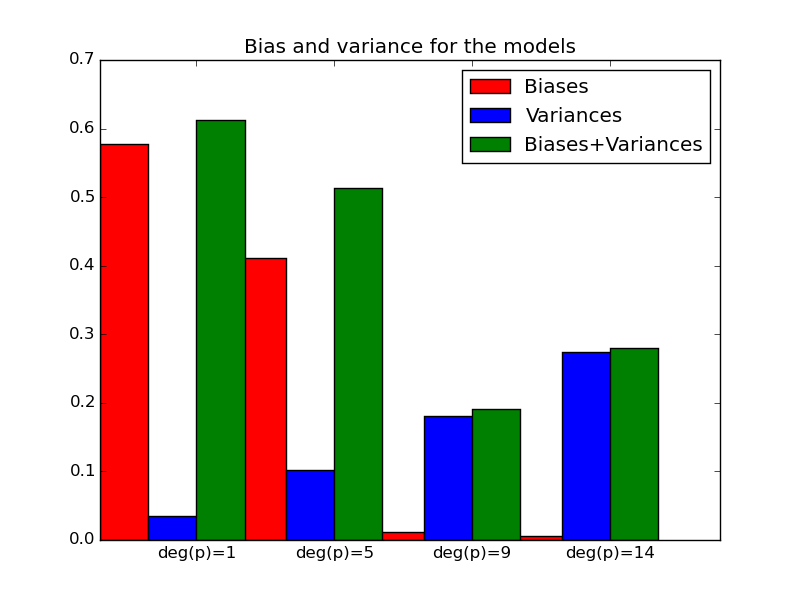 Bias and variance for the models
0.7
0.6
0.5
0.4
0.3
0.2
0.1
0.0
Biases
Variances
Biases+Variances
deg(p)=1 deg(p)=5 deg(p)=9 deg(p)=14